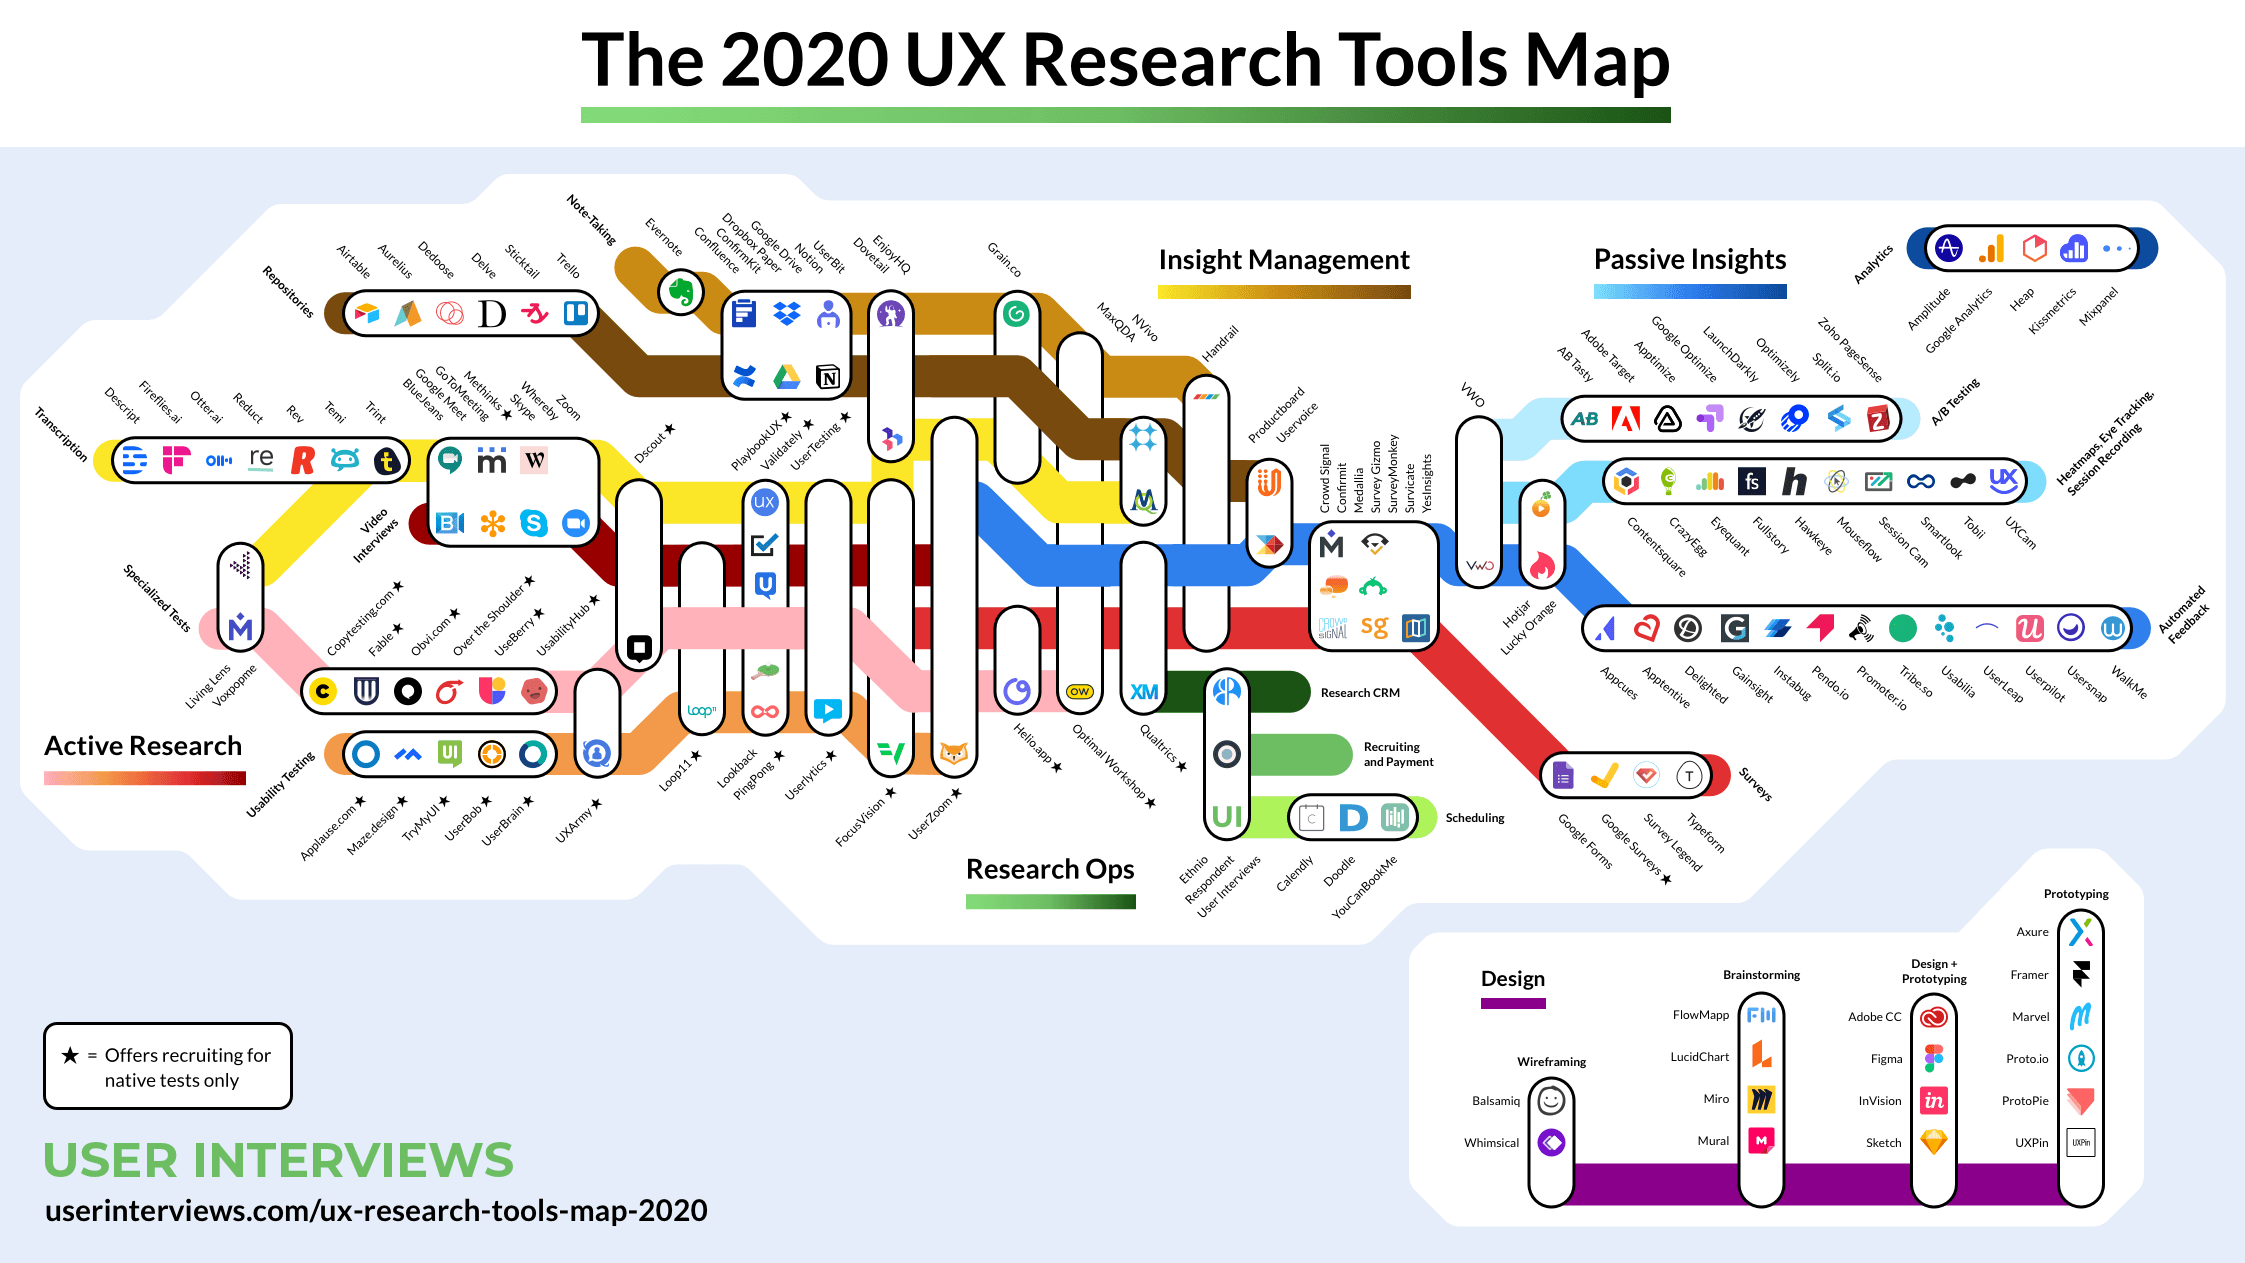 The 2020 UX Research Tools Map
Note-Taking
Evernote
Confluence
ConfirmKit
Dropbox Paper
Google Drive
Notion
UserBit
Dovetail
EnjoyHQ
Grain.co
Insight Management
Passive Insights
Analytics
Amplitude
Google Analytics
Heap
Kissmetrics
Mixpanel
Repositories
Airtable
Aurelius
Dedoose
Delve
Sticktail
Trello
MaxQDA
NVivo
Handrail
Productboard
Uservoice
AB Tasty
Adobe Target
Apptimize
Google Optimize
LaunchDarkly
Optimizely
Split.io
Zoho PageSense
A/B Testing
Transcription
Descript
Fireflies.ai
Otter.ai
Reduct
Rev
Temi
Trint
BlueJeans
Google Meet
GoToMeeting
Methinks ★
Skype
Whereby
Zoom
Video
Interviews
Dscout ★
PlaybookUX ★
Validately ★
UserTesting ★
Crowd Signal
Confirmit
Medallia
Survey Gizmo
SurveyMonkey
Survicate
YesInsights
VWO
Heatmaps, Eye Tracking,
Session Recording
Contentsquare
CrazyEgg
Eyequant
Fullstory
Hawkeye
Mouseflow
Session Cam
Smartlook
Tobii
UXCam
Hotjar
Lucky Orange
Automated
Feedback
Appcues
Apptentive
Delighted
Gainsight
Instabug
Pendo.io
Promoter.io
Tribe.so
Usabilia
UserLeap
Userpilot
Usersnap
WalkMe
Specialized Tests
Living Lens
Voxpopme
Copytesting.com ★
Fable ★
Obvi.com ★
Over the Shoulder ★
UseBerry ★
UsabilityHub ★
Active Research
Usability Testing
Applause.com ★
Maze.design ★
TryMyUI ★
UserBob ★
UserBrain ★
UXArmy ★
Loop11 ★
Lookback
PingPong ★
Userlytics ★
FocusVision ★
UserZoom ★
Helio.app ★
Optimal Workshop ★
Qualtrics ★
Research CRM
Recruiting
and Payment
Scheduling
Ethnio
Respondent
User Interviews
Calendly
Doodle
YouCanBookMe
Surveys
Google Forms
Google Surveys ★
Survey Legend
Typeform
Research Ops
Design
Wireframing
Balsamiq
Whimsical
Brainstorming
FlowMapp
LucidChart
Miro
Mural
Design +
Prototyping
Adobe CC
Figma
InVision
Sketch
Prototyping
Axure
Framer
Marvel
Proto.io
ProtoPie
UXPin
★ = Offers recruiting for
native tests only
USER INTERVIEWS
userinterviews.com/ux-research-tools-map-2020